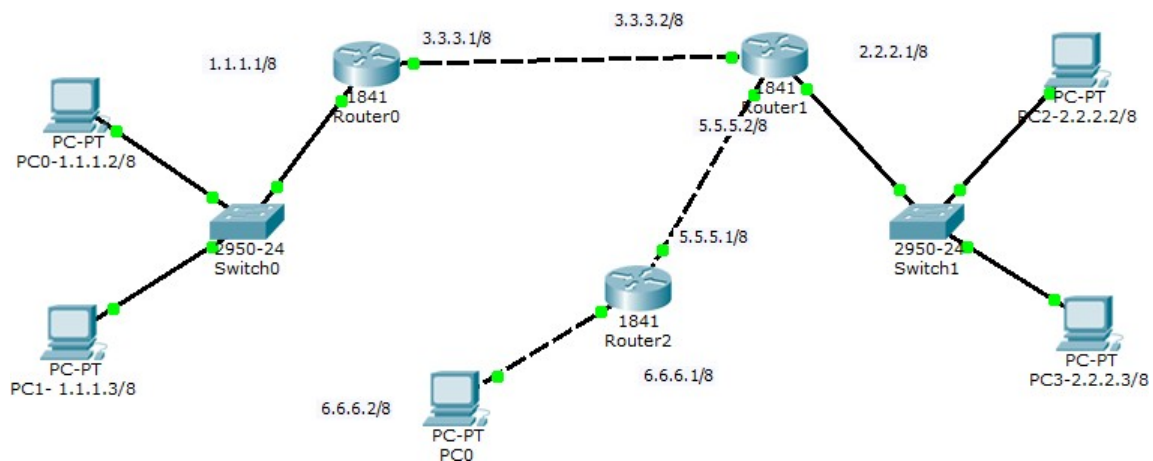 3.3.3.2/8
3.3.3.1/8
2.2.2.1/8
1.1.1.1/8
1841
Router0
1841
Router1
PC-PT
PC2-2.2.2.2/8
5.5.5.2/8
PC-PT
PC0-1.1.1.2/8
5.5.5.1/8
2950-24
Switch0
2950-24
Switch1
1841
Router2
PC-PT
PC1- 1.1.1.3/8
PC-PT
PC3-2.2.2.3/8
6.6.6.1/8
6.6.6.2/8
PC-PT
PC0